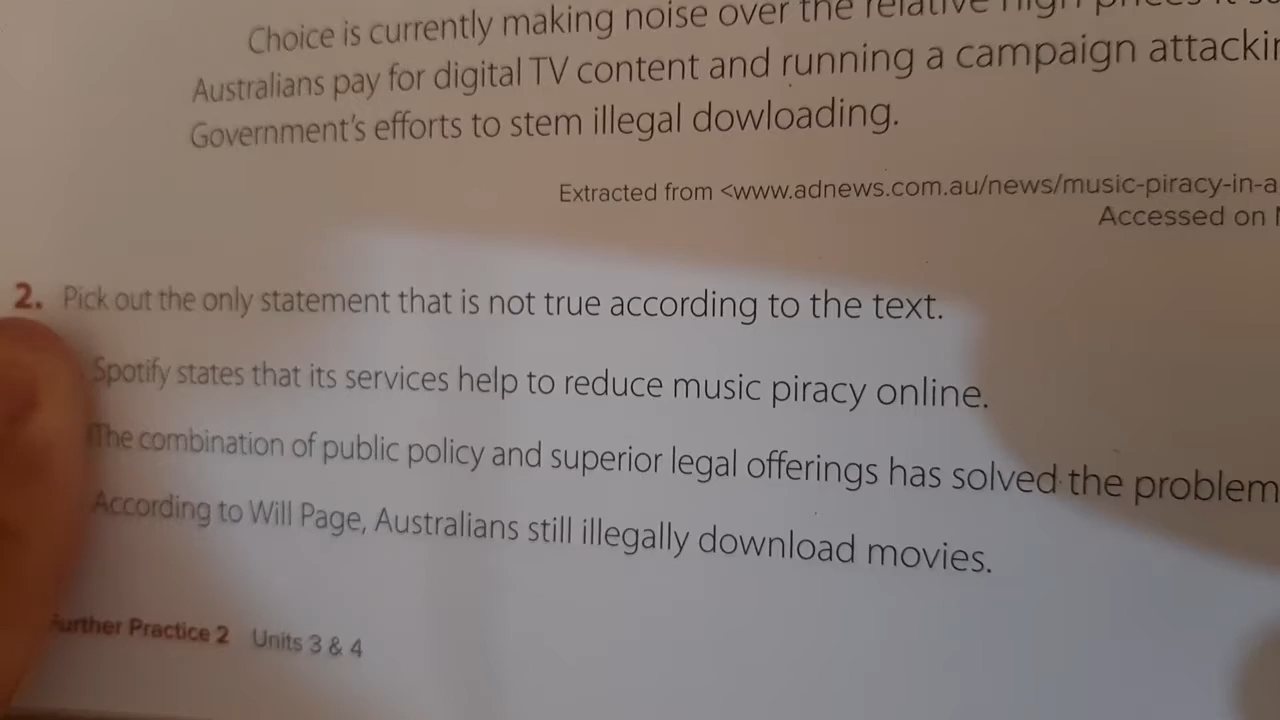 Choice is currently making noise over the relative high prices it
Australians pay for digital TV content and running a campaign
Government's efforts to stem illegal dowloading.
Extracted from <www.adnews.com.au/news/music-piracy-in-a
Accessed on
2. Pick out the only statement that is not true according to the text.
Spotify states that its services help to reduce music piracy online.
The combination of public policy and superior legal offerings has solved the problem
According to Will Page, Australians still illegally download movies.
Further Practice 2 Units 3 & 4